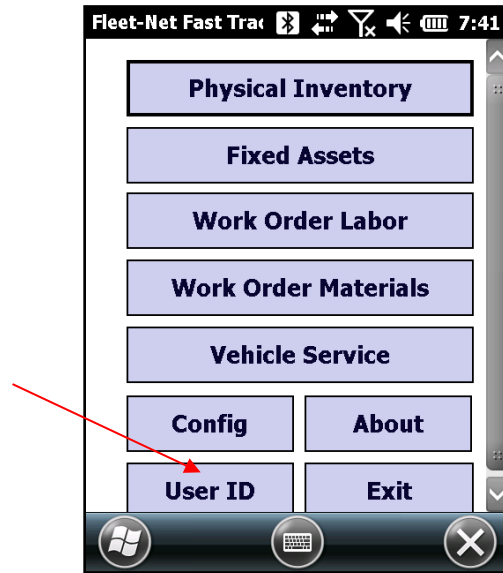 Fleet-Net Fast Trac 7:41
Physical Inventory
Fixed Assets
Work Order Labor
Work Order Materials
Vehicle Service
Config About
User ID Exit